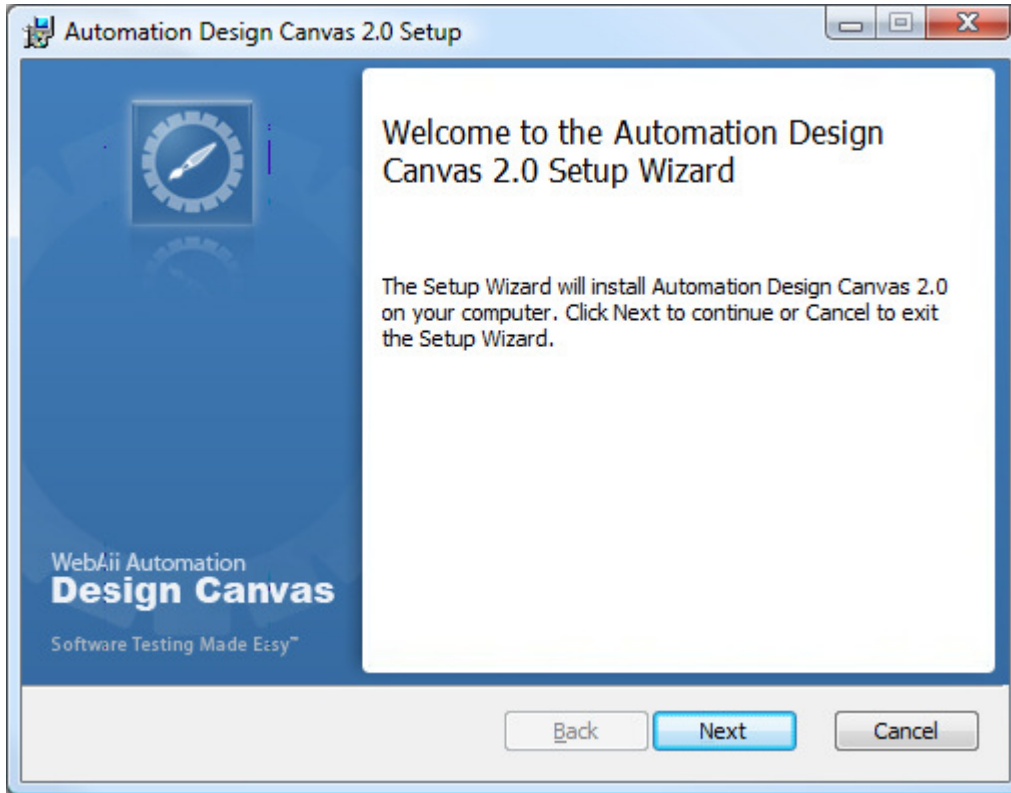 Automation Design Canvas 2.0 Setup
Welcome to the Automation Design
Canvas 2.0 Setup Wizard
The Setup Wizard will install Automation Design Canvas 2.0
on your computer. Click Next to continue or Cancel to exit
the Setup Wizard.
WebAii Automation
Design Canvas
Software Testing Made Easy™
Back Next Cancel